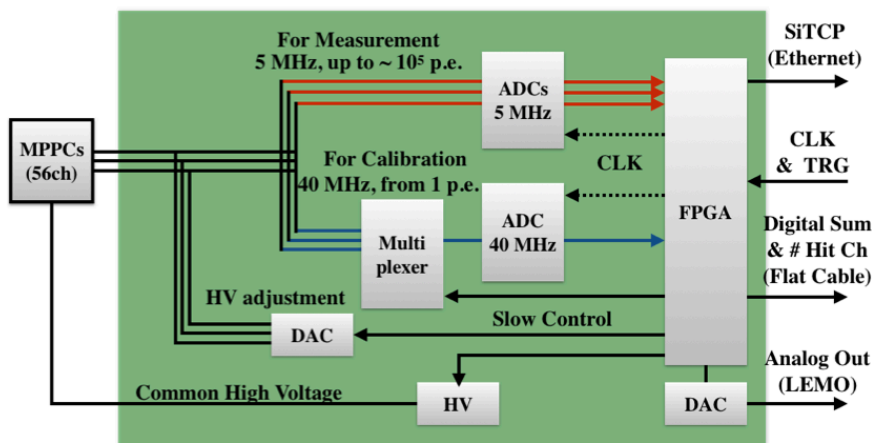 For Measurement
5 MHz, up to ~ 10⁵ p.e.
ADCs
5 MHz
SiTCP
(Ethernet)
MPPCs
(56ch)
For Calibration
40 MHz, from 1 p.e.
CLK
CLK
& TRG
Multi
plexer
ADC
40 MHz
FPGA
Digital Sum
& # Hit Ch
(Flat Cable)
HV adjustment
DAC
Slow Control
Analog Out
(LEMO)
Common High Voltage
HV
DAC